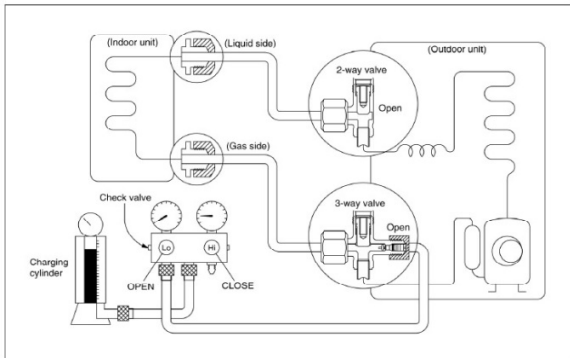 (Indoor unit)
(Liquid side)
(Outdoor unit)
2-way valve
Open
(Gas side)
3-way valve
Open
Check valve
Lo
Hi
Charging
cylinder
OPEN
CLOSE